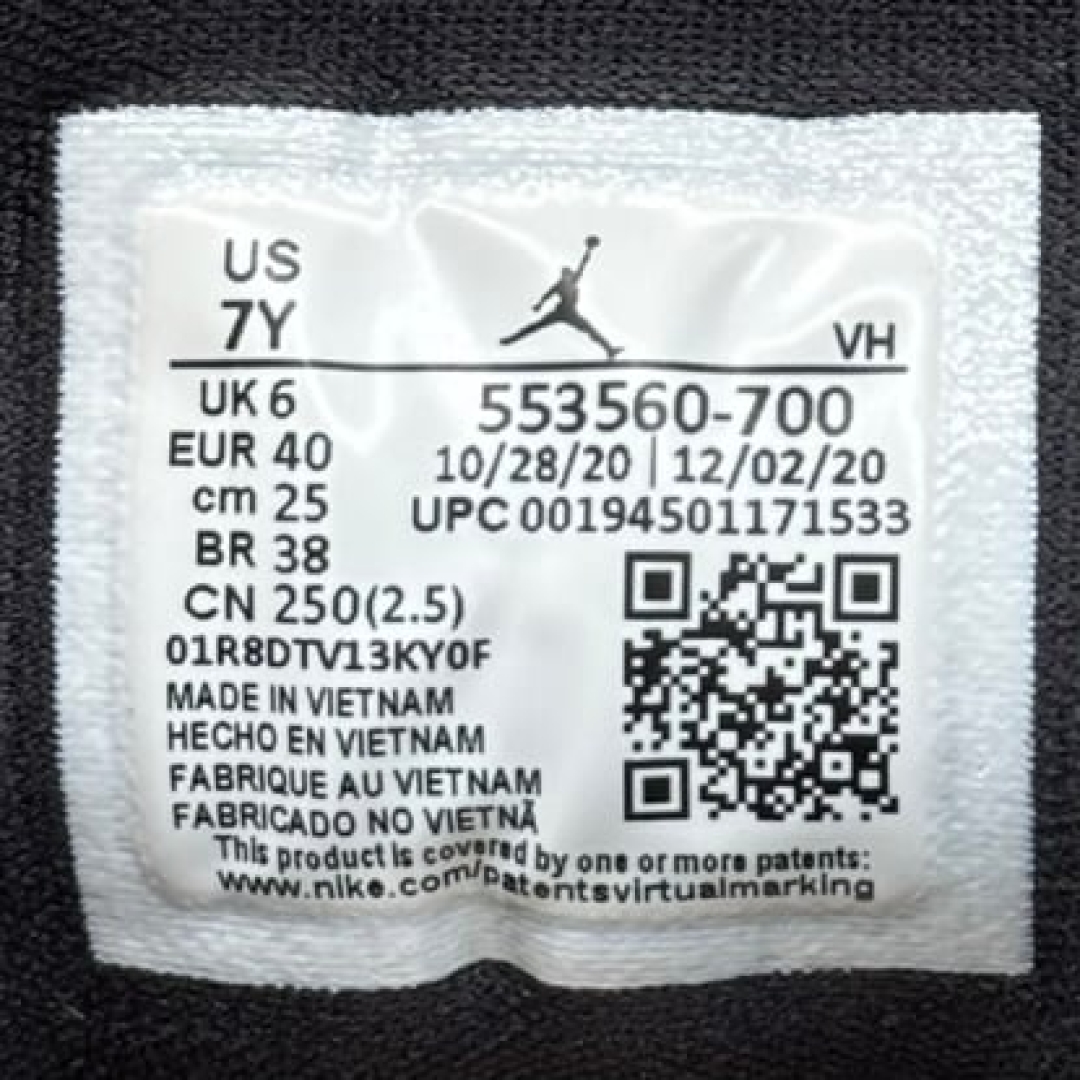 US
7Y
VH
UK 6
EUR 40
cm 25
BR 38
CN 250(2.5)
553560-700
10/28/20 | 12/02/20
UPC 00194501171533
01R8DTV13KY0F
MADE IN VIETNAM
HECHO EN VIETNAM
FABRIQUE AU VIETNAM
FABRICADO NO VIETNÃ
This product is covered by one or more patents:
www.nike.com/patentsvirtualmarking